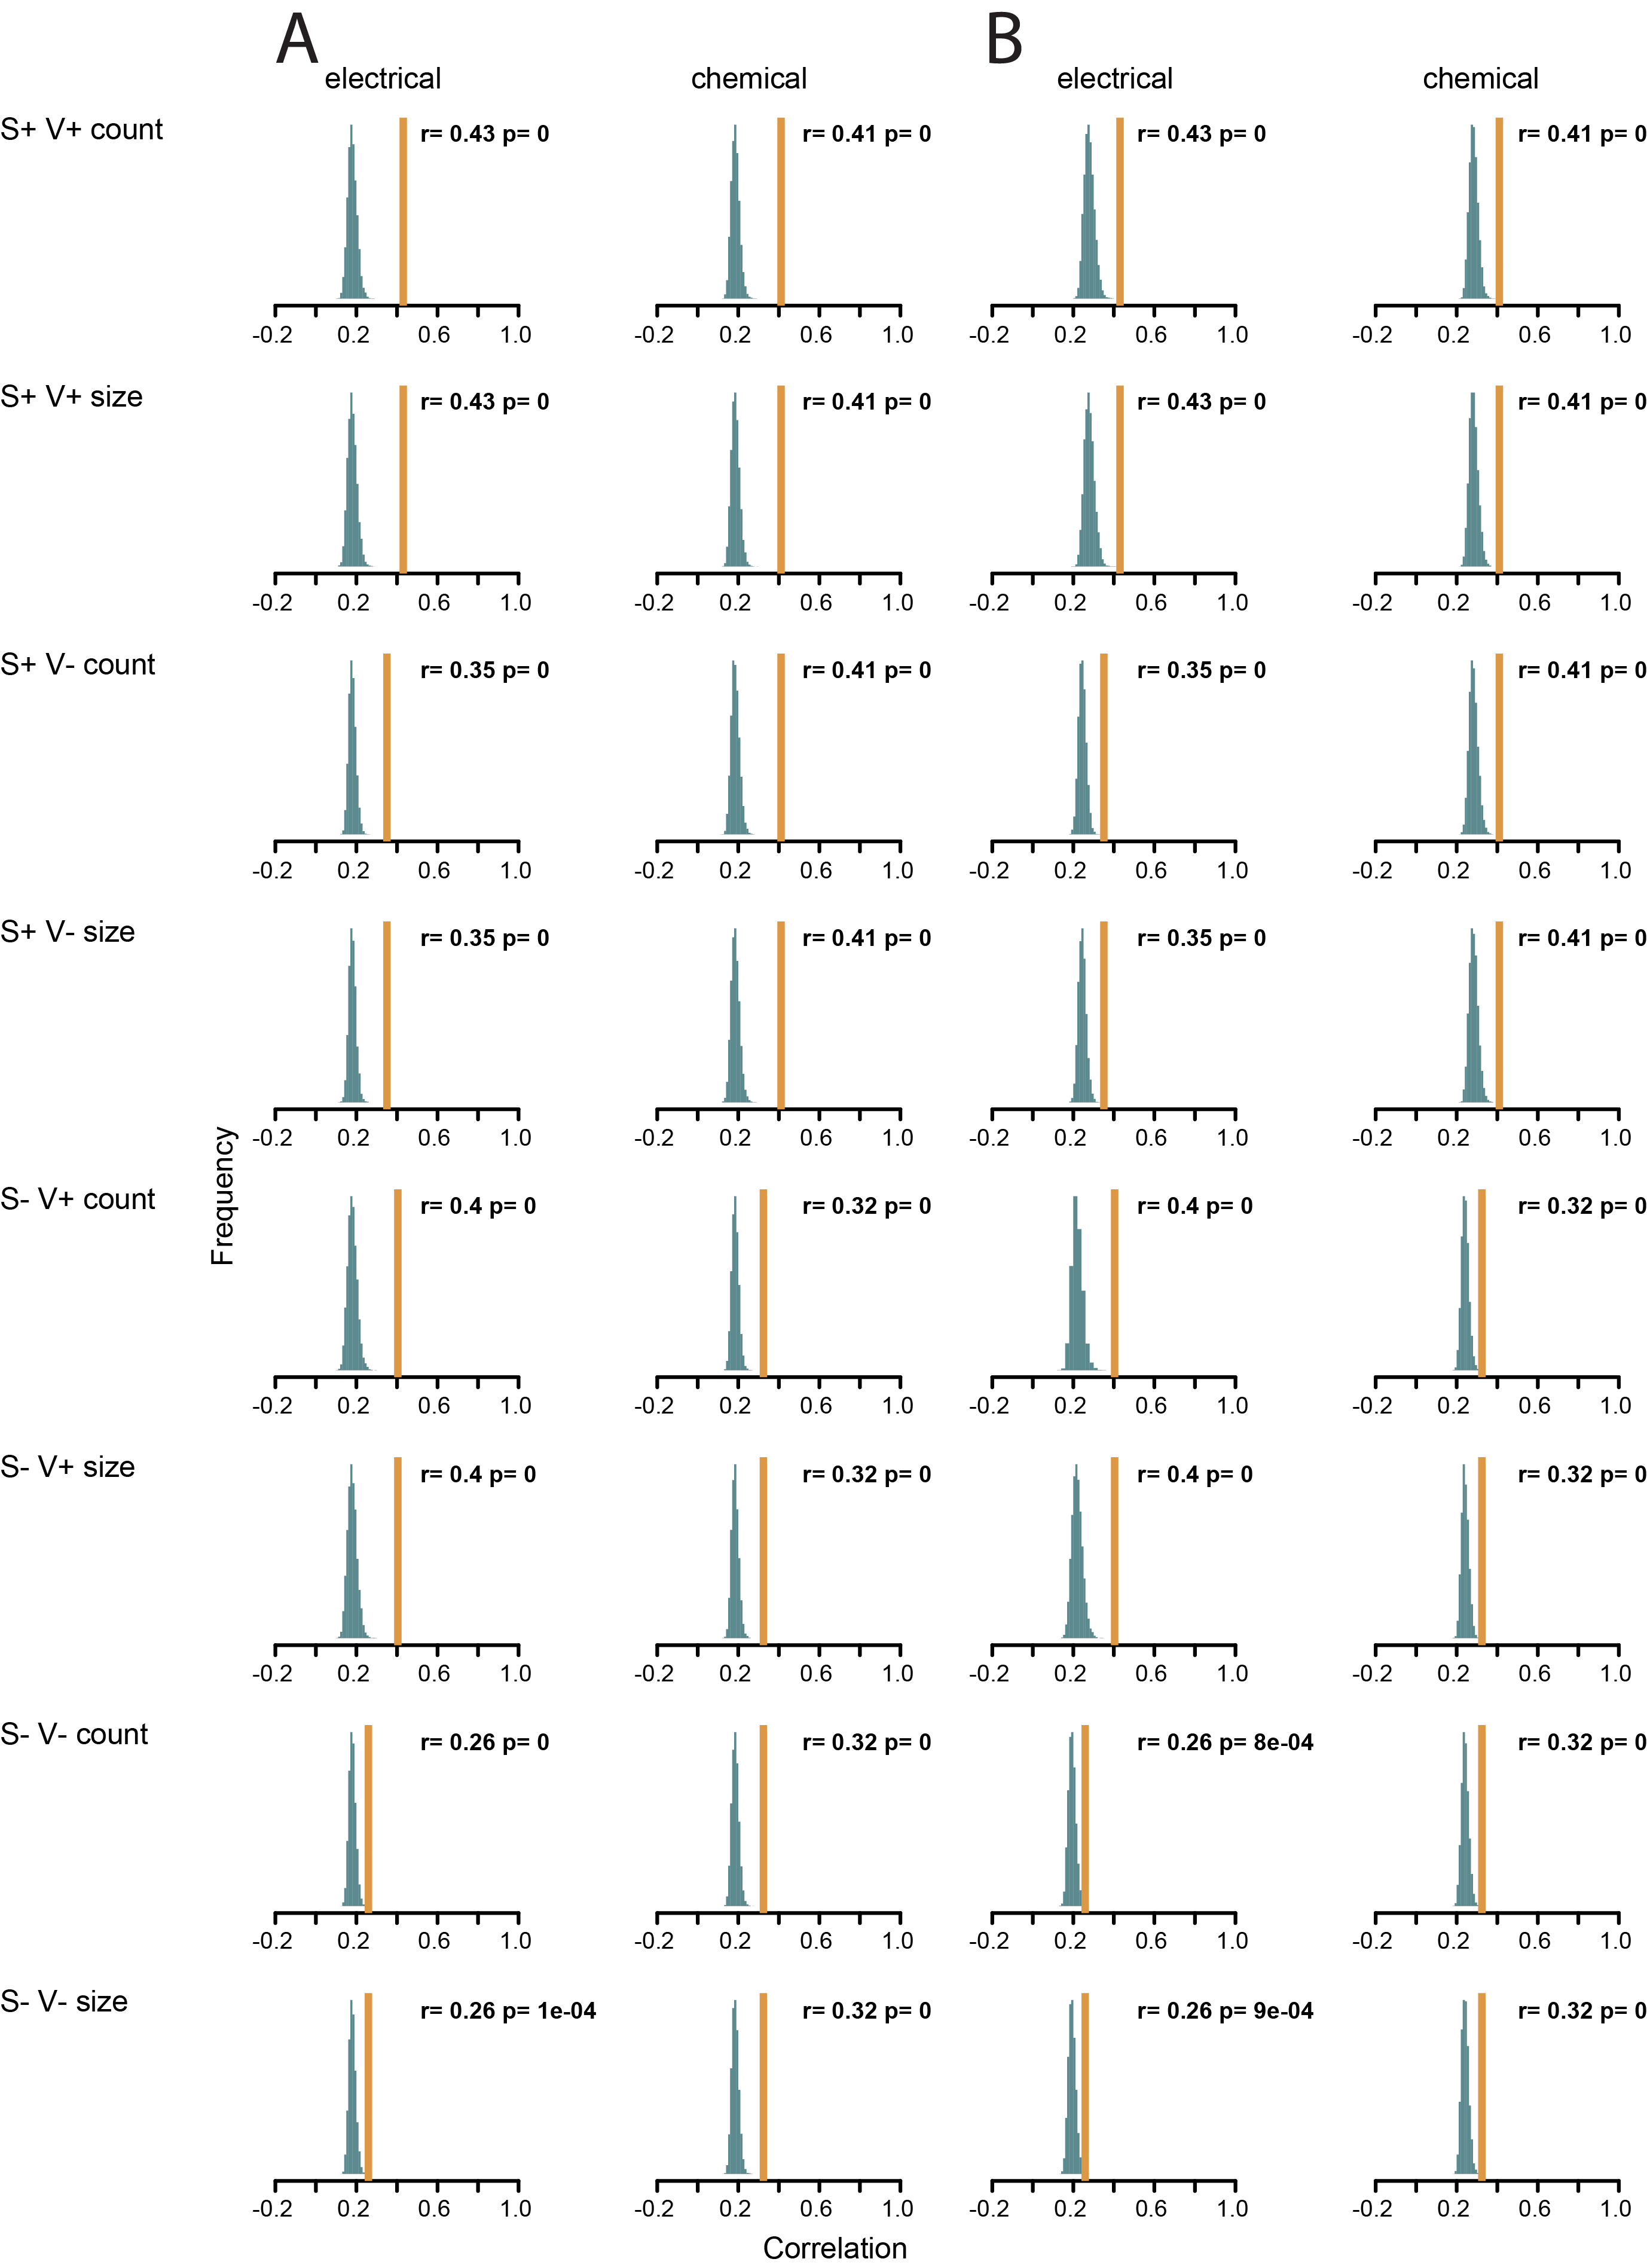 A B
electrical chemical electrical chemical
S+ V+ count r= 0.43 p= 0 r= 0.41 p= 0 r= 0.43 p= 0 r= 0.41 p= 0
-0.2 0.2 0.6 1.0 -0.2 0.2 0.6 1.0 -0.2 0.2 0.6 1.0 -0.2 0.2 0.6 1.0
S+ V+ size r= 0.43 p= 0 r= 0.41 p= 0 r= 0.43 p= 0 r= 0.41 p= 0
-0.2 0.2 0.6 1.0 -0.2 0.2 0.6 1.0 -0.2 0.2 0.6 1.0 -0.2 0.2 0.6 1.0
S+ V- count r= 0.35 p= 0 r= 0.41 p= 0 r= 0.35 p= 0 r= 0.41 p= 0
-0.2 0.2 0.6 1.0 -0.2 0.2 0.6 1.0 -0.2 0.2 0.6 1.0 -0.2 0.2 0.6 1.0
S+ V- size r= 0.35 p= 0 r= 0.41 p= 0 r= 0.35 p= 0 r= 0.41 p= 0
-0.2 0.2 0.6 1.0 -0.2 0.2 0.6 1.0 -0.2 0.2 0.6 1.0 -0.2 0.2 0.6 1.0
Frequency
S- V+ count r= 0.4 p= 0 r= 0.32 p= 0 r= 0.4 p= 0 r= 0.32 p= 0
-0.2 0.2 0.6 1.0 -0.2 0.2 0.6 1.0 -0.2 0.2 0.6 1.0 -0.2 0.2 0.6 1.0
S- V+ size r= 0.4 p= 0 r= 0.32 p= 0 r= 0.4 p= 0 r= 0.32 p= 0
-0.2 0.2 0.6 1.0 -0.2 0.2 0.6 1.0 -0.2 0.2 0.6 1.0 -0.2 0.2 0.6 1.0
S- V- count r= 0.26 p= 0 r= 0.32 p= 0 r= 0.26 p= 8e-04 r= 0.32 p= 0
-0.2 0.2 0.6 1.0 -0.2 0.2 0.6 1.0 -0.2 0.2 0.6 1.0 -0.2 0.2 0.6 1.0
S- V- size r= 0.26 p= 1e-04 r= 0.32 p= 0 r= 0.26 p= 9e-04 r= 0.32 p= 0
-0.2 0.2 0.6 1.0 -0.2 0.2 0.6 1.0 -0.2 0.2 0.6 1.0 -0.2 0.2 0.6 1.0
Correlation